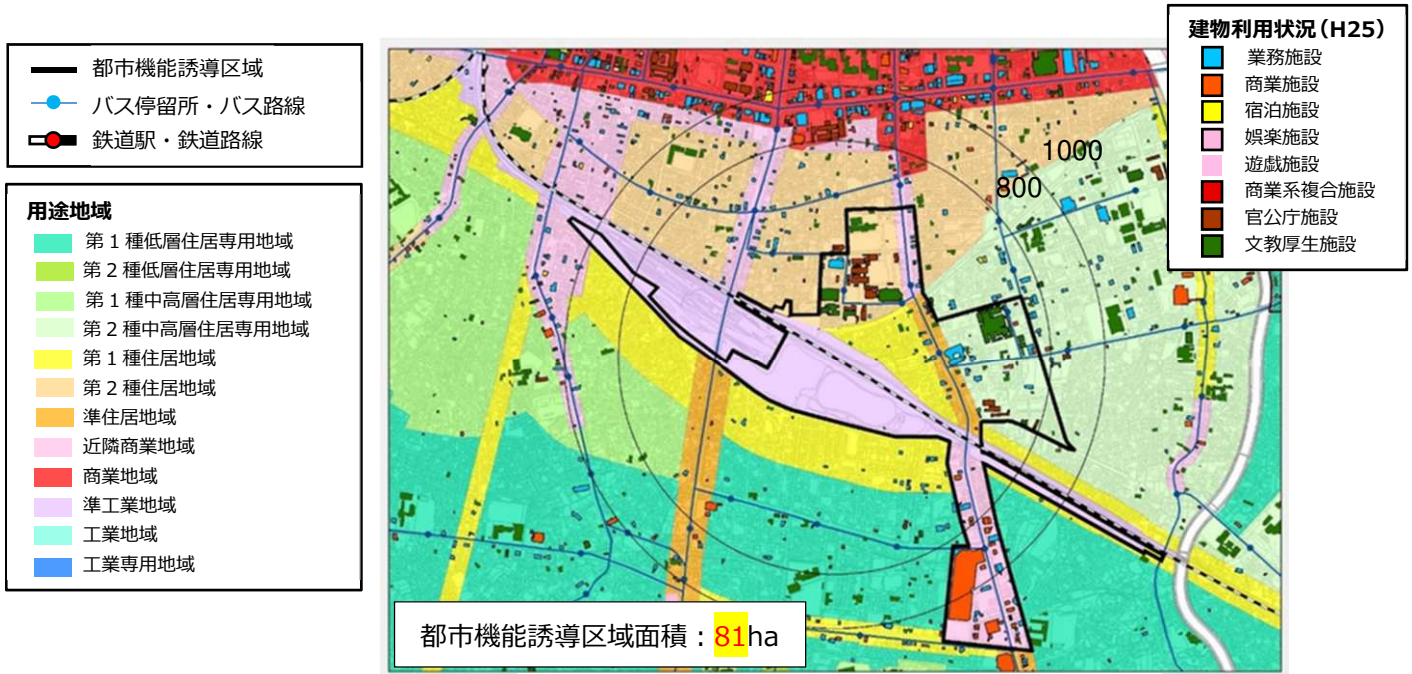 都市機能誘導区域
バス停留所・バス路線
鉄道駅・鉄道路線
用途地域
第1種低層住居専用地域
第2種低層住居専用地域
第1種中高層住居専用地域
第2種中高層住居専用地域
第1種住居地域
第2種住居地域
準住居地域
近隣商業地域
商業地域
準工業地域
工業地域
工業専用地域
1000
800
都市機能誘導区域面積：81ha
建物利用状況(H25)
業務施設
商業施設
宿泊施設
娯楽施設
遊戯施設
商業系複合施設
官公庁施設
文教厚生施設